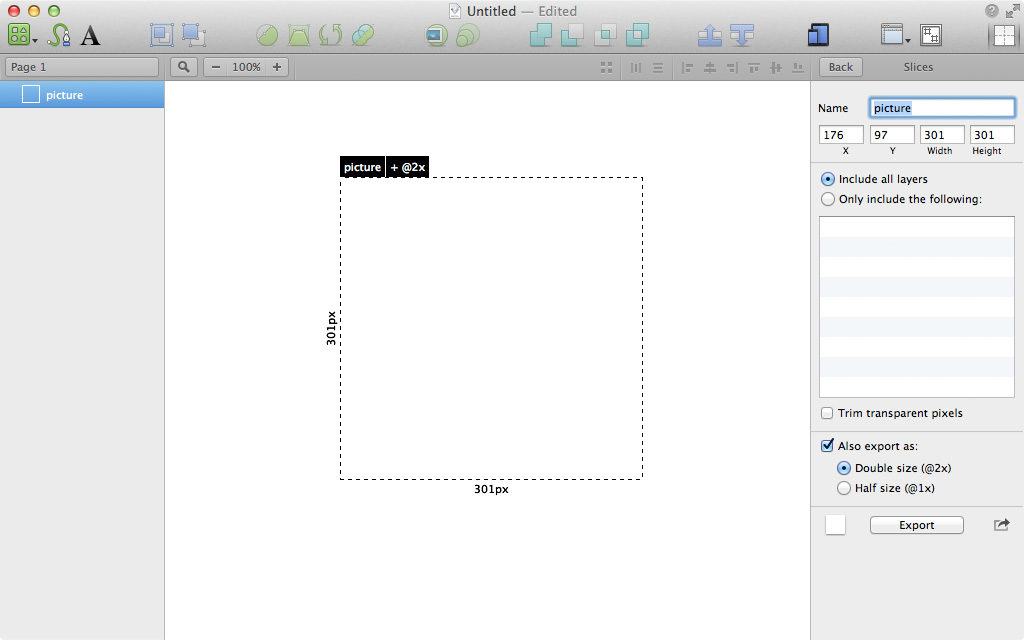 Untitled — Edited
A
Page 1
100%
Back
Slices
picture
Name
picture
176
97
301
301
X
Y
Width
Height
picture
+ @2x
Include all layers
Only include the following:
301px
301px
Trim transparent pixels
Also export as:
Double size (@2x)
Half size (@1x)
Export